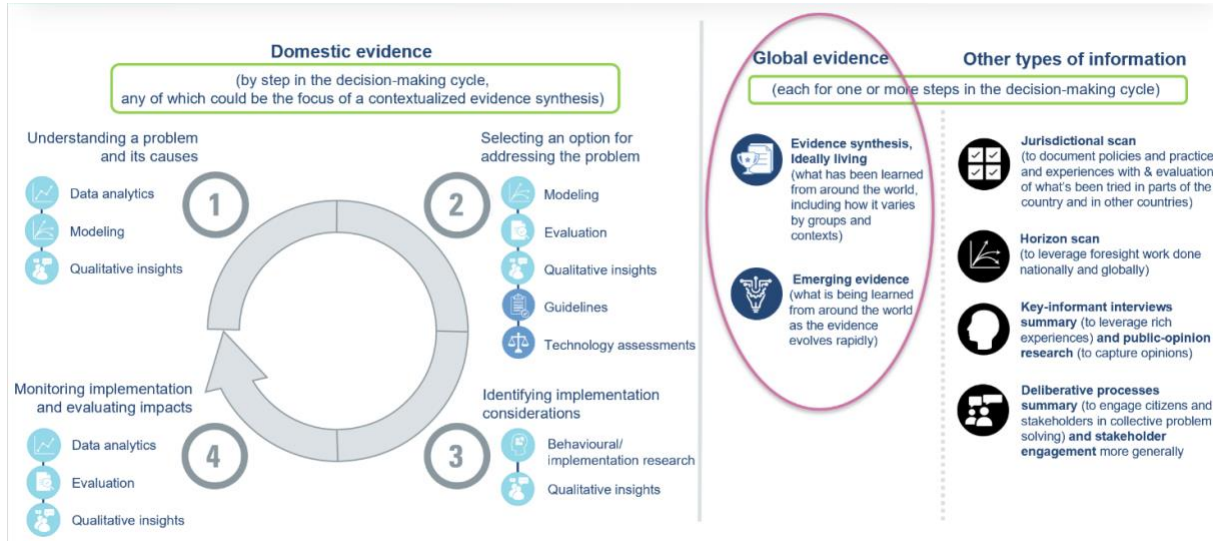 Domestic evidence
(by step in the decision-making cycle,
any of which could be the focus of a contextualized evidence synthesis)
Understanding a problem
and its causes
Data analytics
Modeling
Qualitative insights
1
Selecting an option for
addressing the problem
2
Modeling
Evaluation
Qualitative insights
Guidelines
Technology assessments
Monitoring implementation
and evaluating impacts
Data analytics
Evaluation
Qualitative insights
4
Identifying implementation
considerations
3
Behavioural/
implementation research
Qualitative insights
Global evidence
Other types of information
(each for one or more steps in the decision-making cycle)
Evidence synthesis,
Ideally living
(what has been learned
from around the world,
including how it varies
by groups and
contexts)
Emerging evidence
(what is being learned
from around the world
as the evidence
evolves rapidly)
Jurisdictional scan
(to document policies and practice
and experiences with & evaluation
of what's been tried in parts of the
country and in other countries)
Horizon scan
(to leverage foresight work done
nationally and globally)
Key-informant interviews
summary (to leverage rich
experiences) and public-opinion
research (to capture opinions)
Deliberative processes
summary (to engage citizens and
stakeholders in collective problem
solving) and stakeholder
engagement more generally